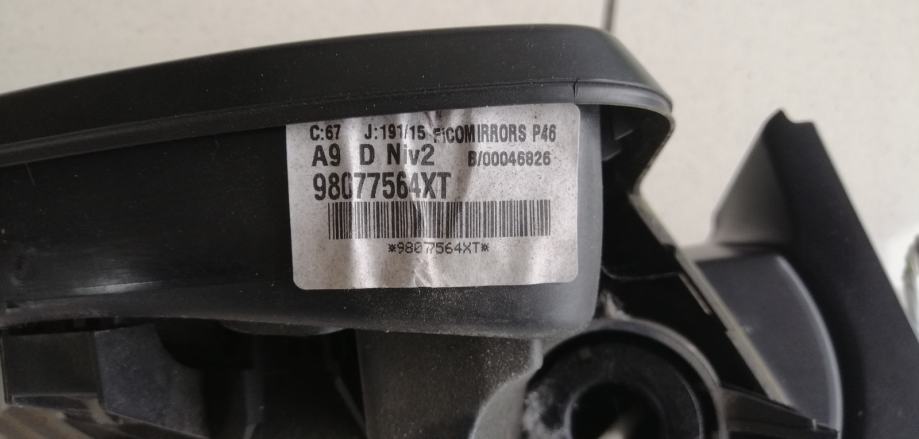 C:67 J:191/15 FICOMIRRORS P46
A9 D Niv2 B/00046826
98077564XT
*98077564XT*